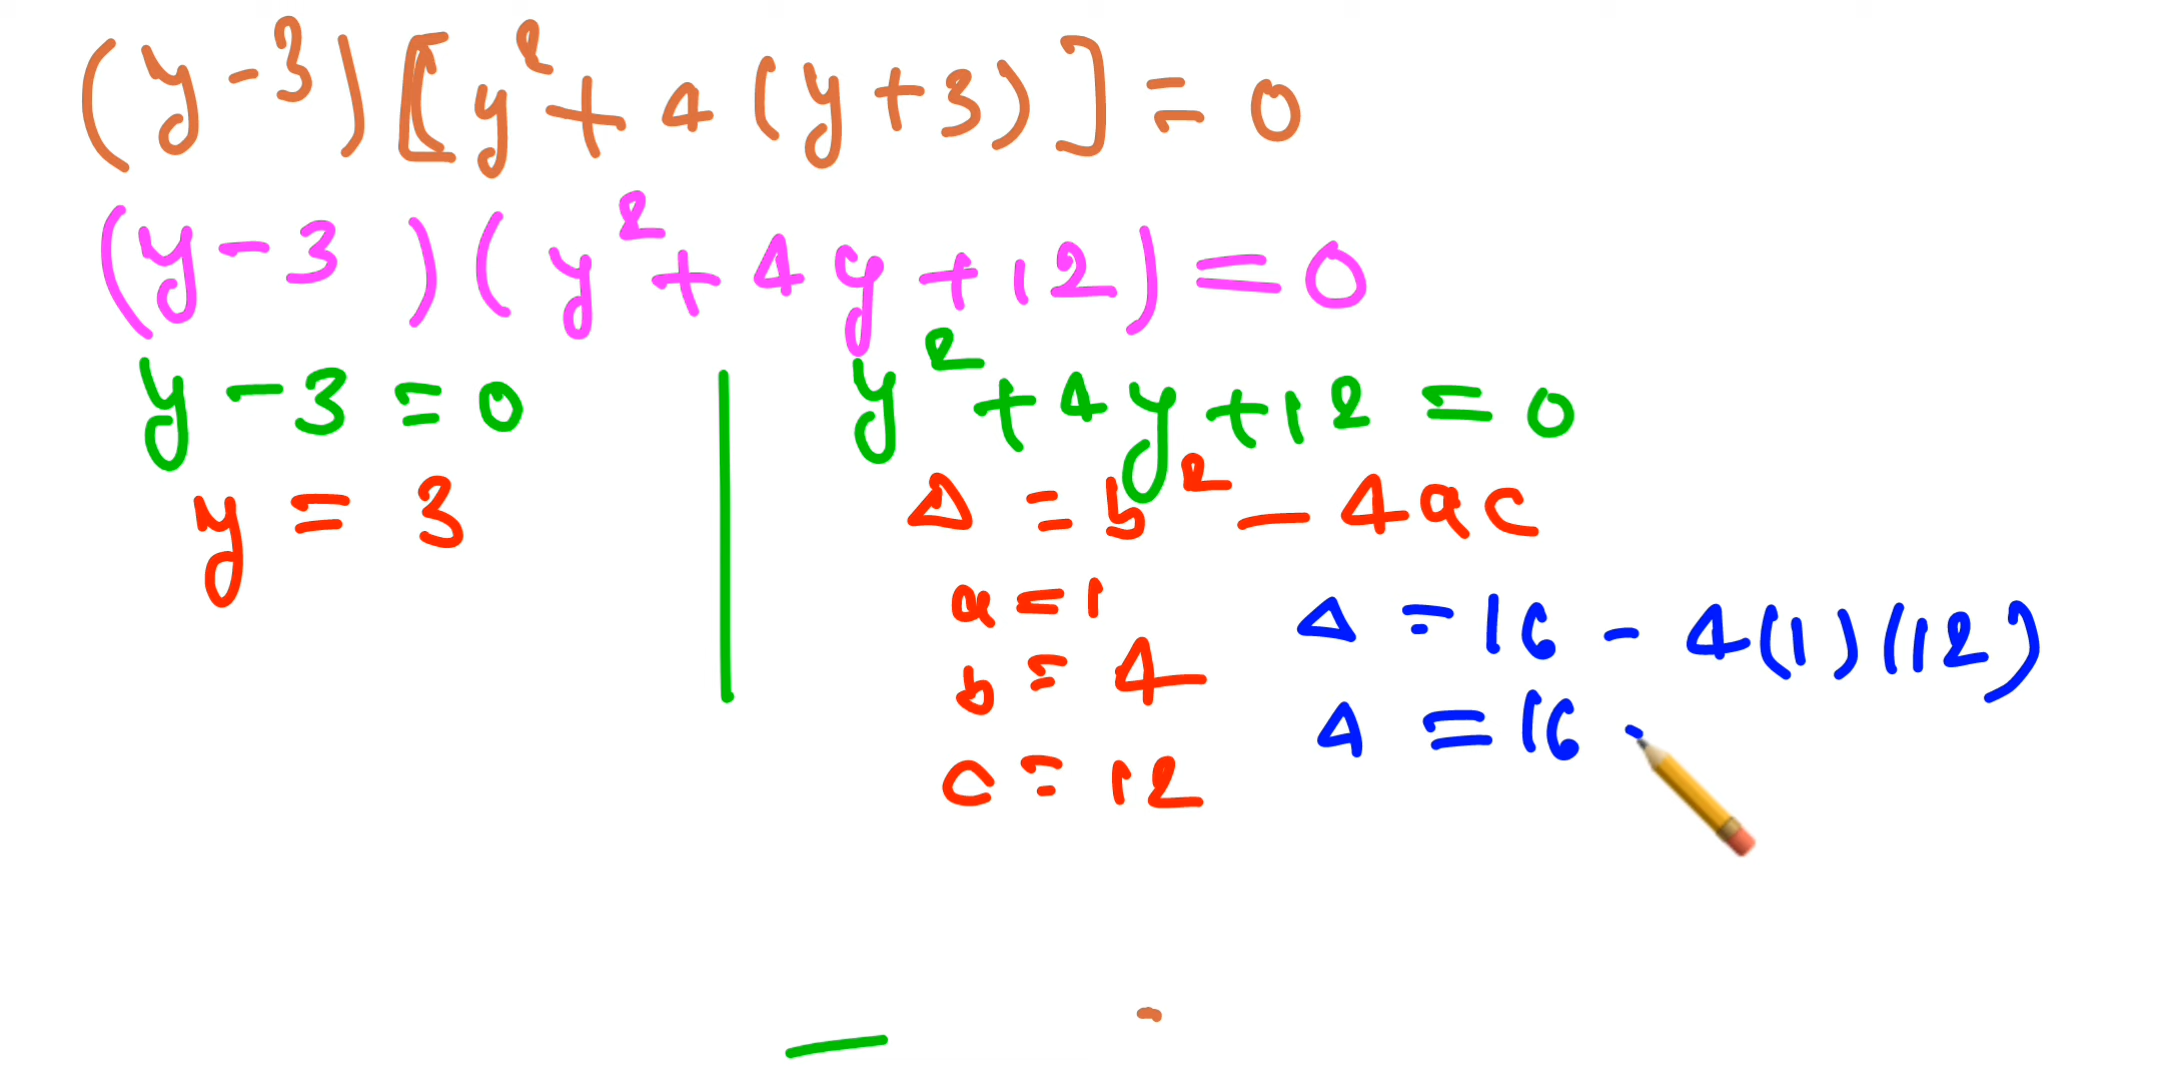 (y-3)[y²+4(y+3)]=0
(y-3)(y²+4y+12)=0
y-3=0
y=3
y²+4y+12=0
Δ=b²-4ac
a=1
b=4
c=12
Δ=16-4(1)(12)
Δ=16-